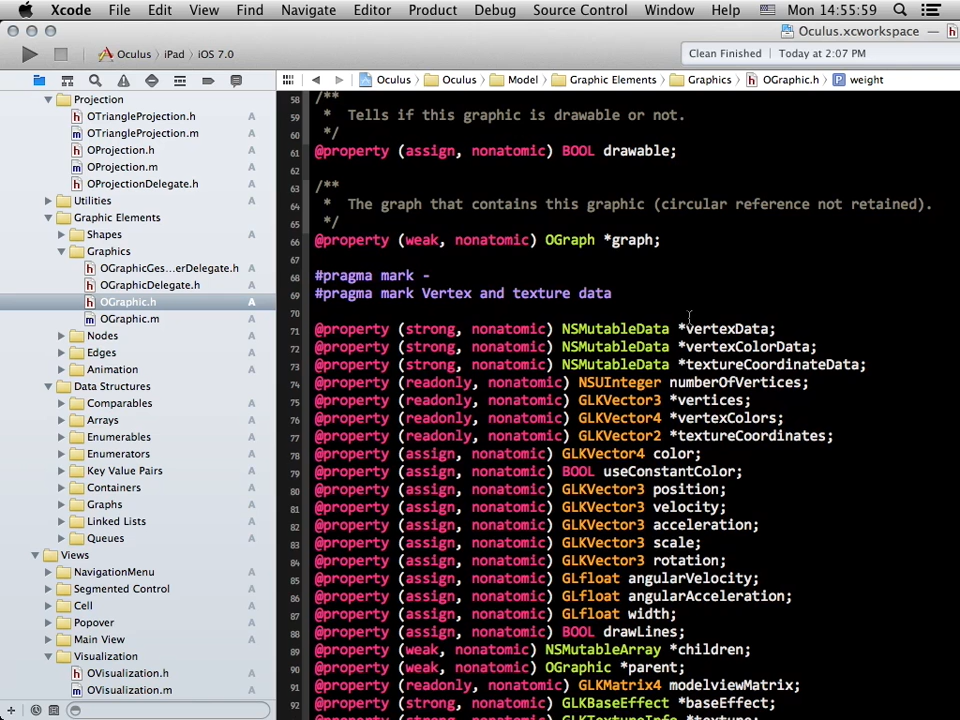 Xcode File Edit View Find Navigate Editor Product Debug Source Control Window Help Mon 14:55:59
Oculus.xcworkspace — OGraphic.h
Oculus iPad iOS 7.0
Clean Finished Today at 2:07 PM
Oculus Oculus Model Graphic Elements Graphics OGraphic.h weight
Projection
OTriangleProjection.h A
OTriangleProjection.m A
OProjection.h A
OProjection.m A
OProjectionDelegate.h A
Utilities A
Graphic Elements A
Shapes A
Graphics A
OGraphicGes...erDelegate.h A
OGraphicDelegate.h A
OGraphic.h A
OGraphic.m A
Nodes A
Edges A
Animation A
Data Structures A
Comparables A
Arrays A
Enumerables A
Enumerators A
Key Value Pairs A
Containers A
Graphs A
Linked Lists A
Queues A
Views A
NavigationMenu A
Segmented Control A
Cell A
Popover A
Main View A
Visualization A
OVisualization.h A
OVisualization.m A
58 /**
59 * Tells if this graphic is drawable or not.
60 */
61 @property (assign, nonatomic) BOOL drawable;
62
63 /**
64 * The graph that contains this graphic (circular reference not retained).
65 */
66 @property (weak, nonatomic) OGraph *graph;
67
68 #pragma mark -
69 #pragma mark Vertex and texture data
70
71 @property (strong, nonatomic) NSMutableData *vertexData;
72 @property (strong, nonatomic) NSMutableData *vertexColorData;
73 @property (strong, nonatomic) NSMutableData *textureCoordinateData;
74 @property (readonly, nonatomic) NSUInteger numberOfVertices;
75 @property (readonly, nonatomic) GLKVector3 *vertices;
76 @property (readonly, nonatomic) GLKVector4 *vertexColors;
77 @property (readonly, nonatomic) GLKVector2 *textureCoordinates;
78 @property (assign, nonatomic) GLKVector4 color;
79 @property (assign, nonatomic) BOOL useConstantColor;
80 @property (assign, nonatomic) GLKVector3 position;
81 @property (assign, nonatomic) GLKVector3 velocity;
82 @property (assign, nonatomic) GLKVector3 acceleration;
83 @property (assign, nonatomic) GLKVector3 scale;
84 @property (assign, nonatomic) GLKVector3 rotation;
85 @property (assign, nonatomic) GLfloat angularVelocity;
86 @property (assign, nonatomic) GLfloat angularAcceleration;
87 @property (assign, nonatomic) GLfloat width;
88 @property (assign, nonatomic) BOOL drawLines;
89 @property (weak, nonatomic) NSMutableArray *children;
90 @property (weak, nonatomic) OGraphic *parent;
91 @property (readonly, nonatomic) GLKMatrix4 modelviewMatrix;
92 @property (strong, nonatomic) GLKBaseEffect *baseEffect;
@property (strong, nonatomic) GLKTextureInfo *texture;